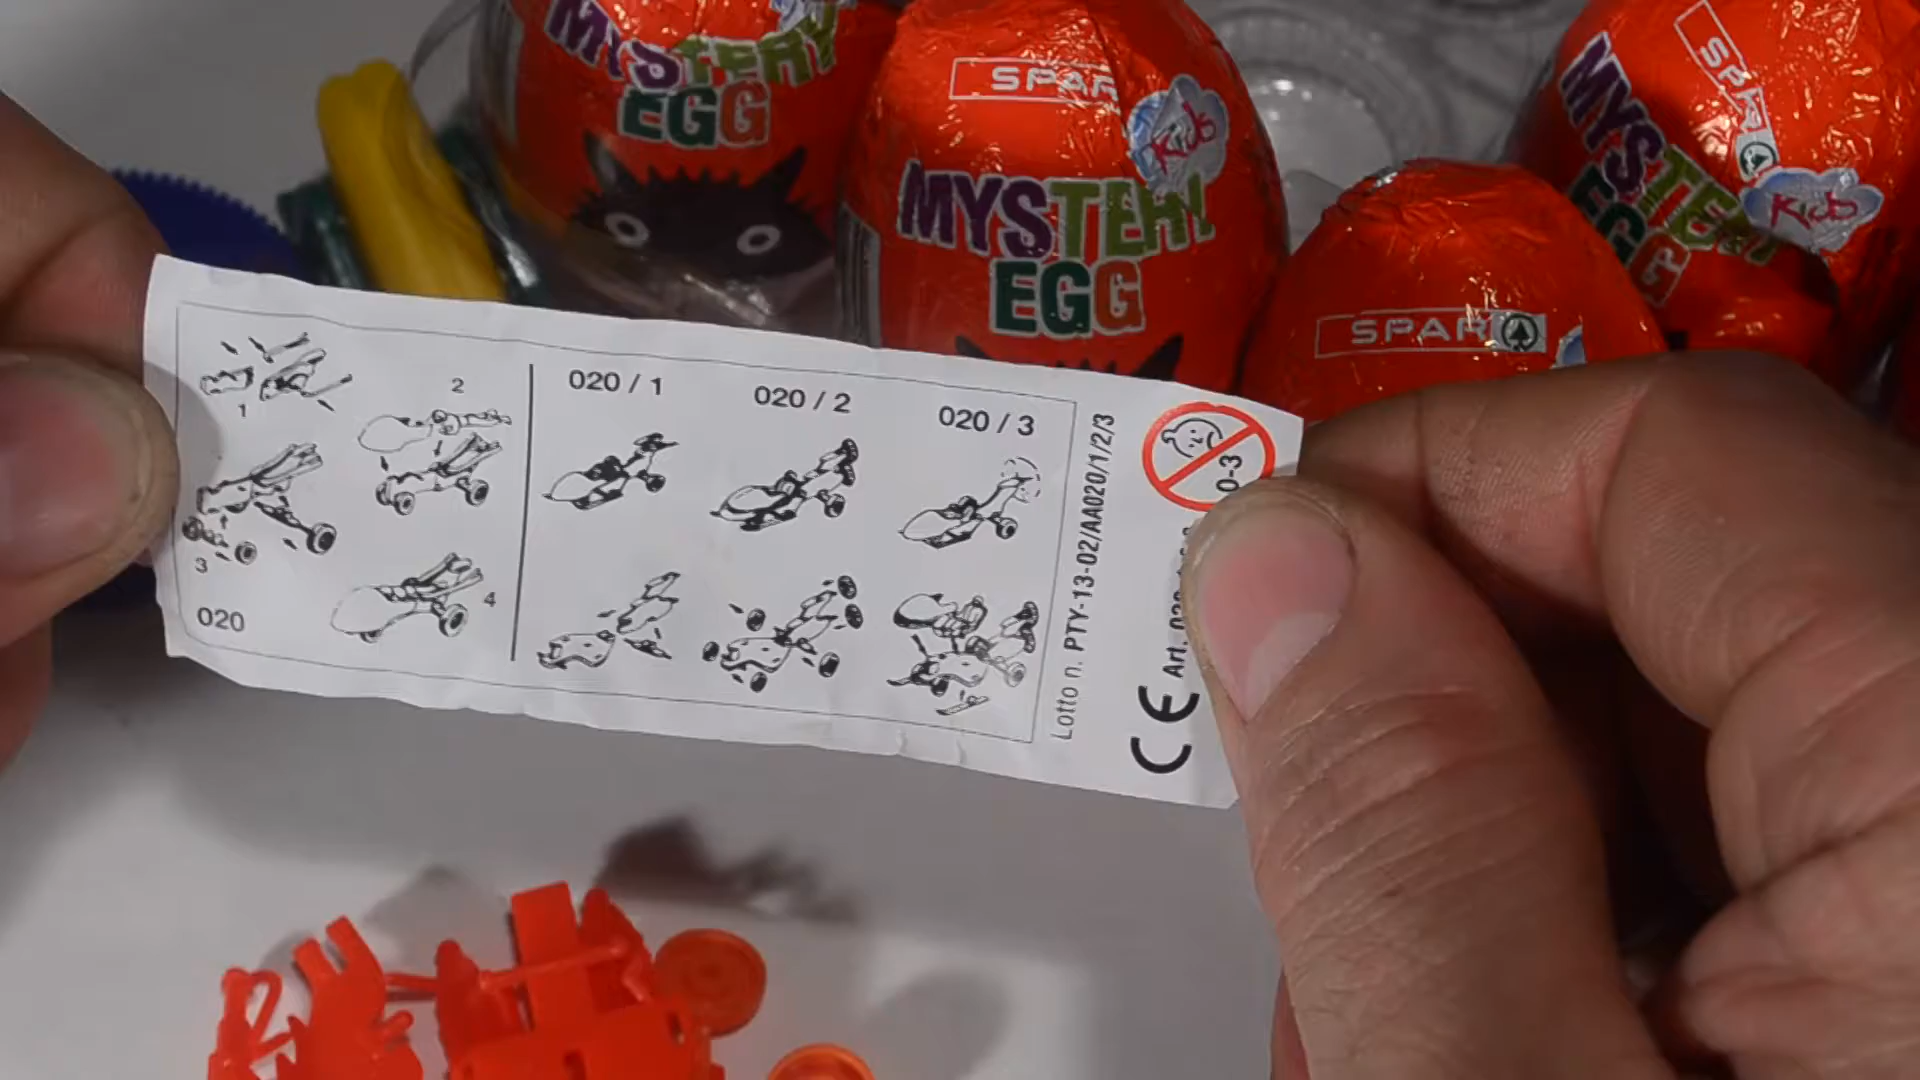 MYSTERY
EGG
SPAR
Kids
MYSTERY
EGG
SPAR
Kids
MYSTERY
EGG
SPAR
1
2
3
4
020
020 / 1
020 / 2
020 / 3
Lotto n. PTY-13-02/AA020/1/2/3
0-3
CE Art.